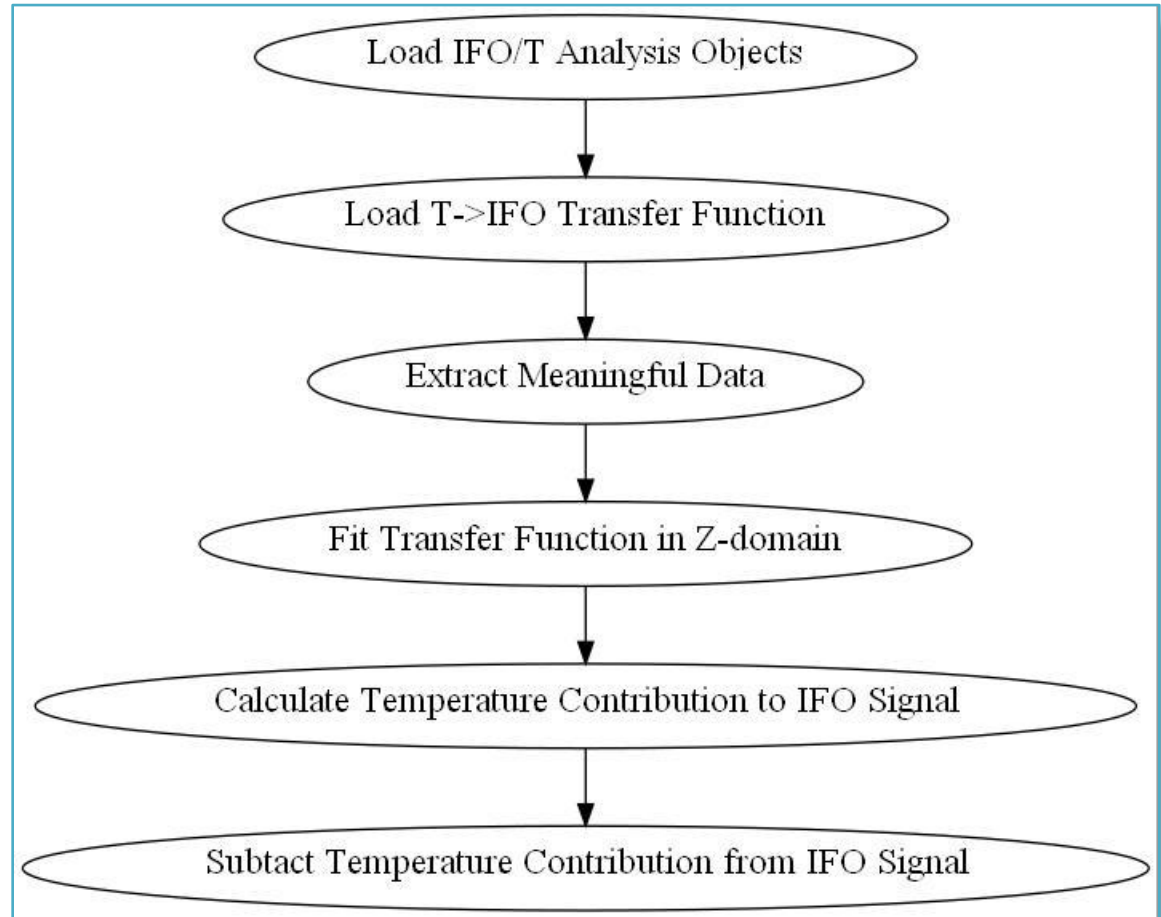 Load IFO/T Analysis Objects
Load T->IFO Transfer Function
Extract Meaningful Data
Fit Transfer Function in Z-domain
Calculate Temperature Contribution to IFO Signal
Subtact Temperature Contribution from IFO Signal